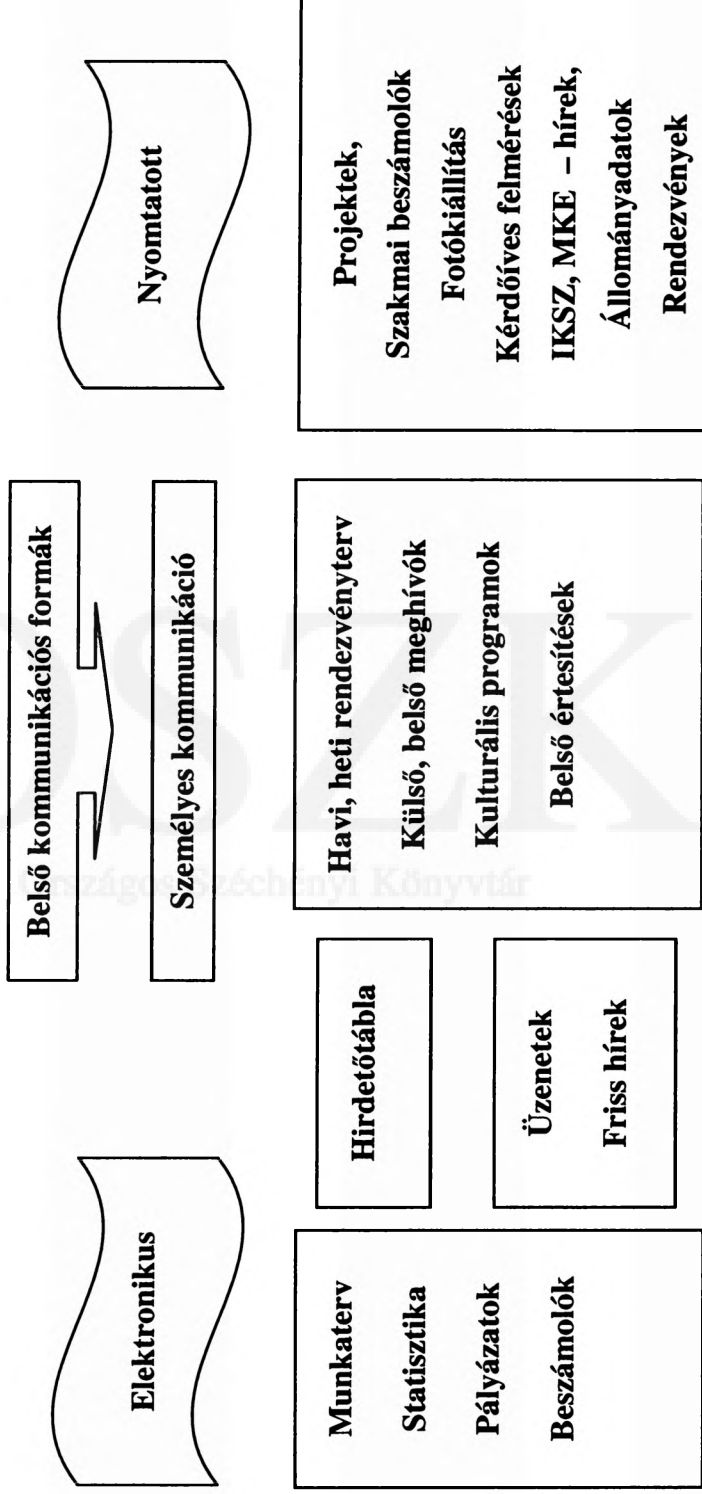 Belső kommunikációs formák
Személyes kommunikáció
Elektronikus
Nyomtatott
Munkaterv
Statisztika
Pályázatok
Beszámolók
Hirdetőtábla
Üzenetek
Friss hírek
Havi, heti rendezvényterv
Külső, belső meghívók
Kulturális programok
Belső értesítések
Projektek,
Szakmai beszámolók
Fotókiállítás
Kérdőíves felmérések
IKSZ, MKE – hírek,
Állományadatok
Rendezvények
OSZK
Országos Széchényi Könyvtár